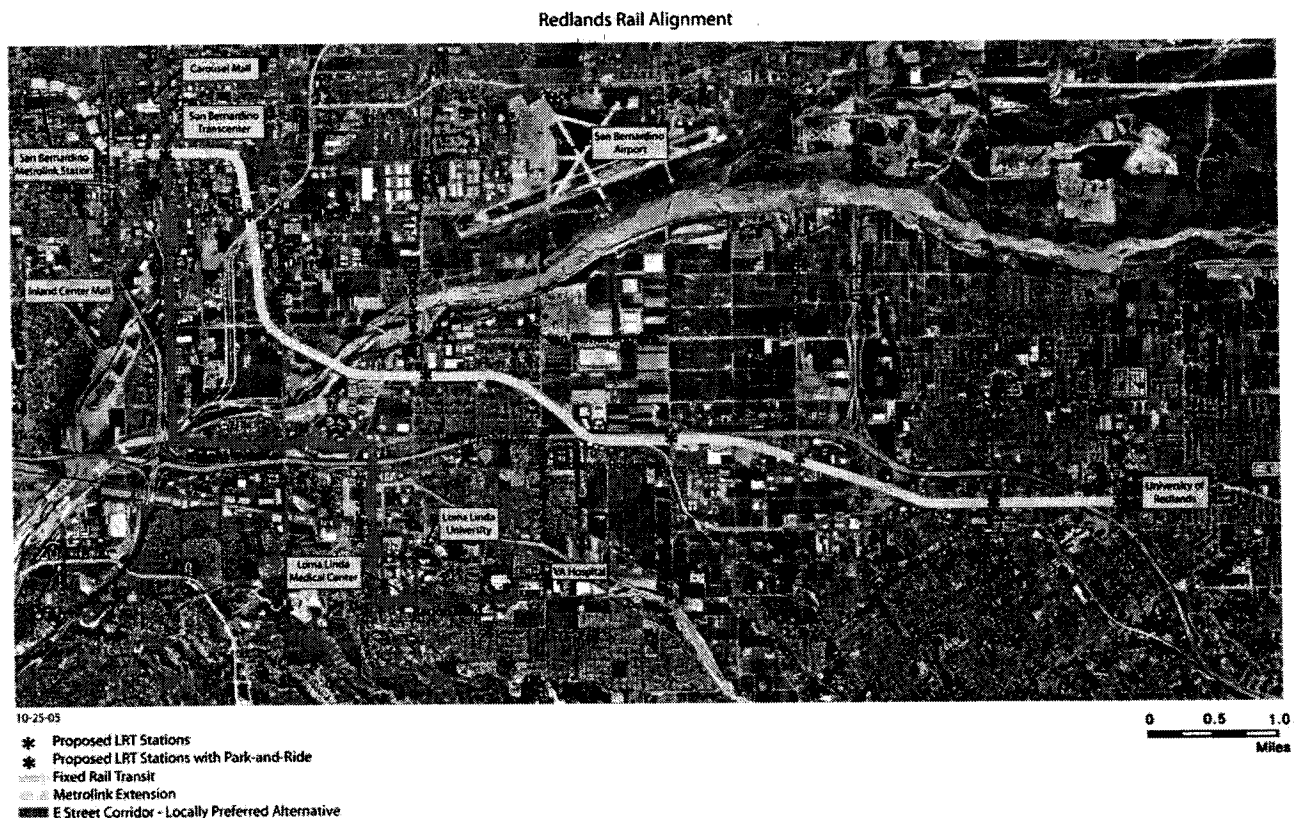 Redlands Rail Alignment
Carousel Mall
San Bernardino
Transcenter
San Bernardino
Airport
San Bernardino
Metrolink Station
Inland Center Mall
University of
Redlands
Loma Linda
University
Loma Linda
Medical Center
VA Hospital
10-25-05
0 0.5 1.0
Miles
* Proposed LRT Stations
* Proposed LRT Stations with Park-and-Ride
Fixed Rail Transit
Metrolink Extension
E Street Corridor - Locally Preferred Alternative